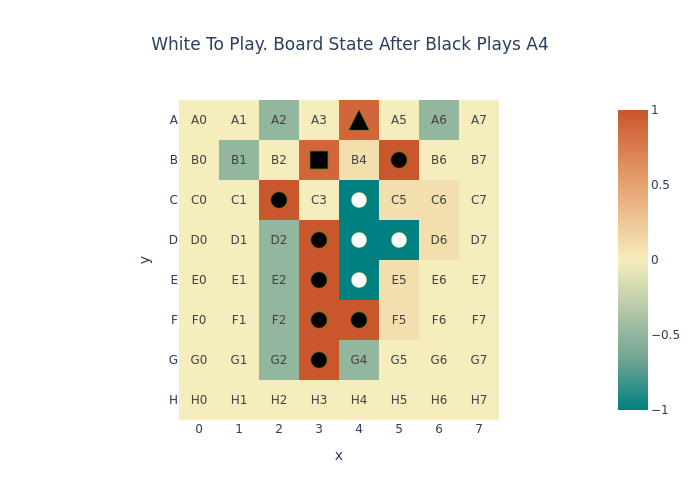 White To Play. Board State After Black Plays A4
A A0 A1 A2 A3 A5 A6 A7
B B0 B1 B2 B4 B6 B7
C C0 C1 C3 C5 C6 C7
D D0 D1 D2 D6 D7
E E0 E1 E2 E5 E6 E7
F F0 F1 F2 F5 F6 F7
G G0 G1 G2 G4 G5 G6 G7
H H0 H1 H2 H3 H4 H5 H6 H7
0 1 2 3 4 5 6 7
x
y
1
0.5
0
−0.5
−1